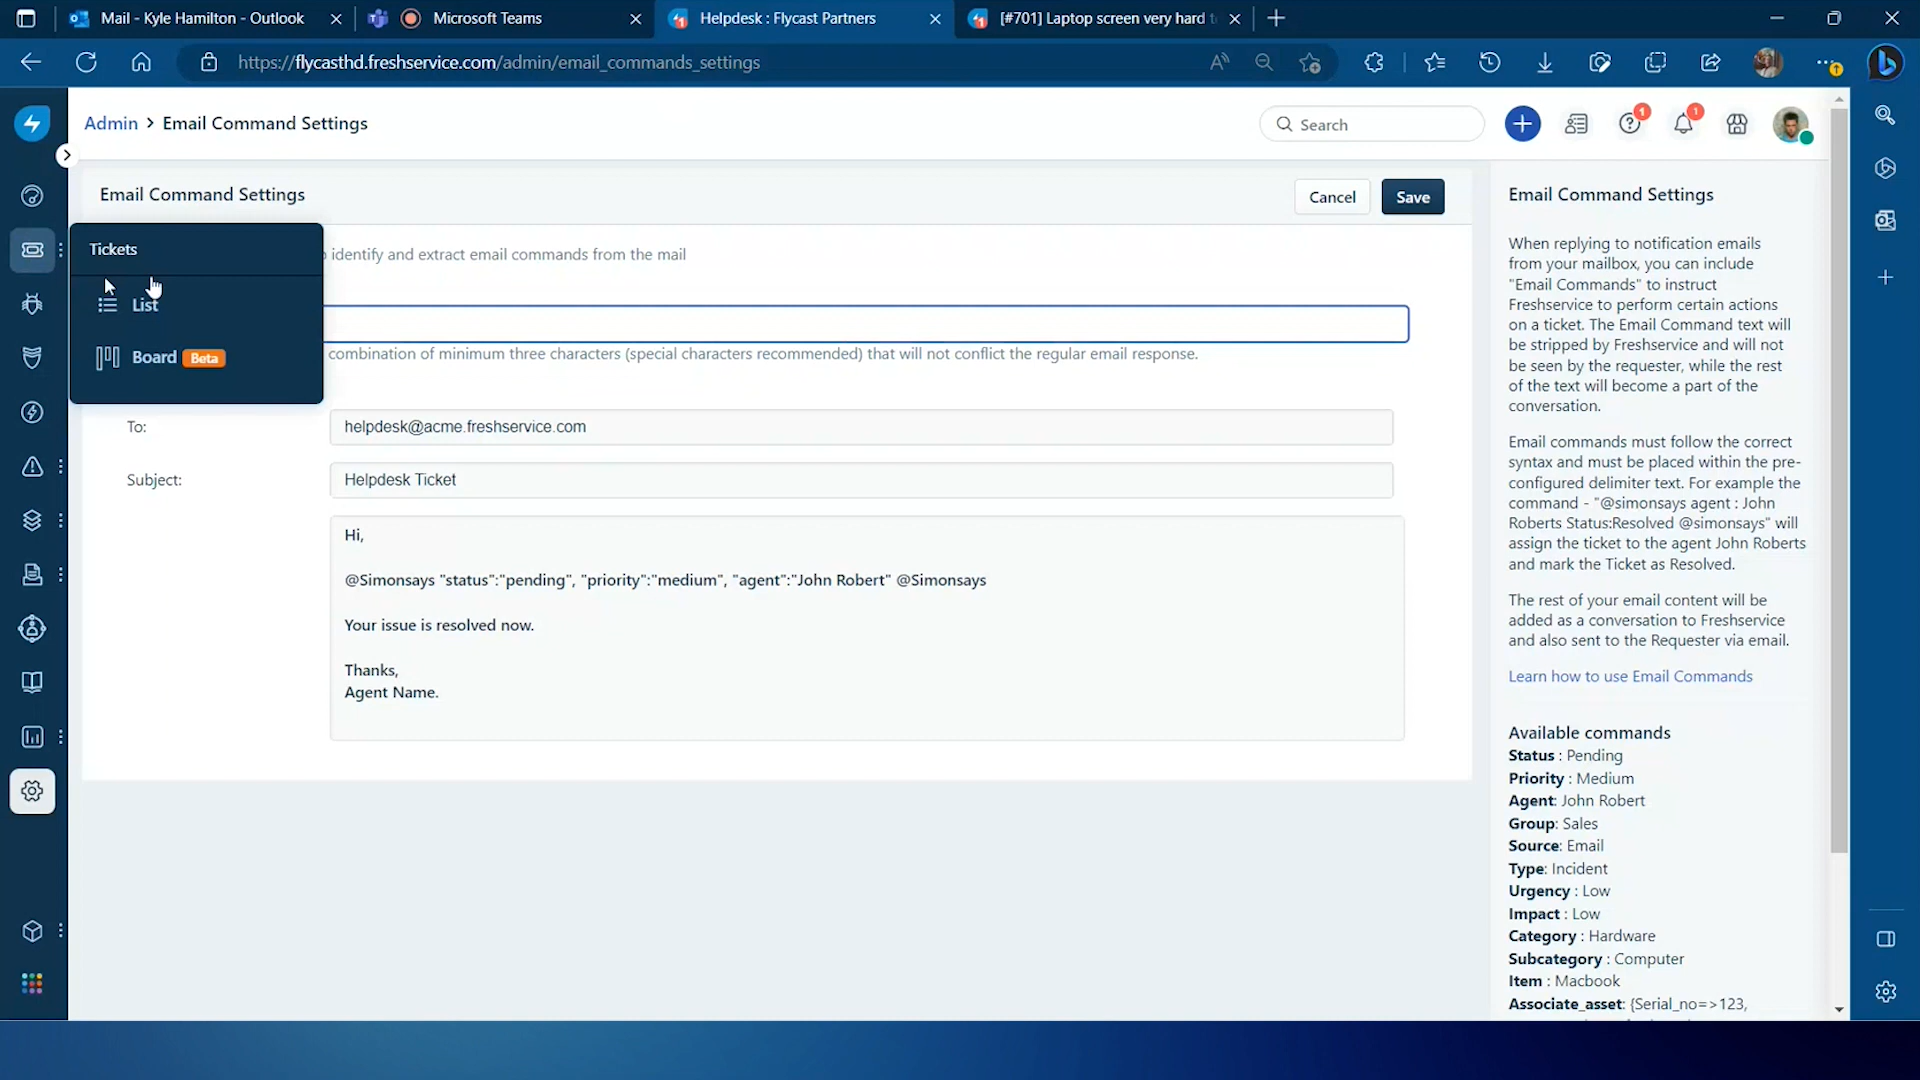 Mail - Kyle Hamilton - Outlook
Microsoft Teams
Helpdesk : Flycast Partners
[#701] Laptop screen very hard t
https://flycasthd.freshservice.com/admin/email_commands_settings
Admin > Email Command Settings
Search
1
1
Email Command Settings
Cancel
Save
Tickets
List
Board Beta
identify and extract email commands from the mail
combination of minimum three characters (special characters recommended) that will not conflict the regular email response.
To:
helpdesk@acme.freshservice.com
Subject:
Helpdesk Ticket
Hi,
@Simonsays "status":"pending", "priority":"medium", "agent":"John Robert" @Simonsays
Your issue is resolved now.
Thanks,
Agent Name.
Email Command Settings
When replying to notification emails
from your mailbox, you can include
"Email Commands" to instruct
Freshservice to perform certain actions
on a ticket. The Email Command text will
be stripped by Freshservice and will not
be seen by the requester, while the rest
of the text will become a part of the
conversation.
Email commands must follow the correct
syntax and must be placed within the pre-
configured delimiter text. For example the
command - "@simonsays agent : John
Roberts Status:Resolved @simonsays" will
assign the ticket to the agent John Roberts
and mark the Ticket as Resolved.
The rest of your email content will be
added as a conversation to Freshservice
and also sent to the Requester via email.
Learn how to use Email Commands
Available commands
Status : Pending
Priority : Medium
Agent: John Robert
Group: Sales
Source: Email
Type: Incident
Urgency : Low
Impact : Low
Category : Hardware
Subcategory : Computer
Item : Macbook
Associate_asset: {Serial_no=>123,